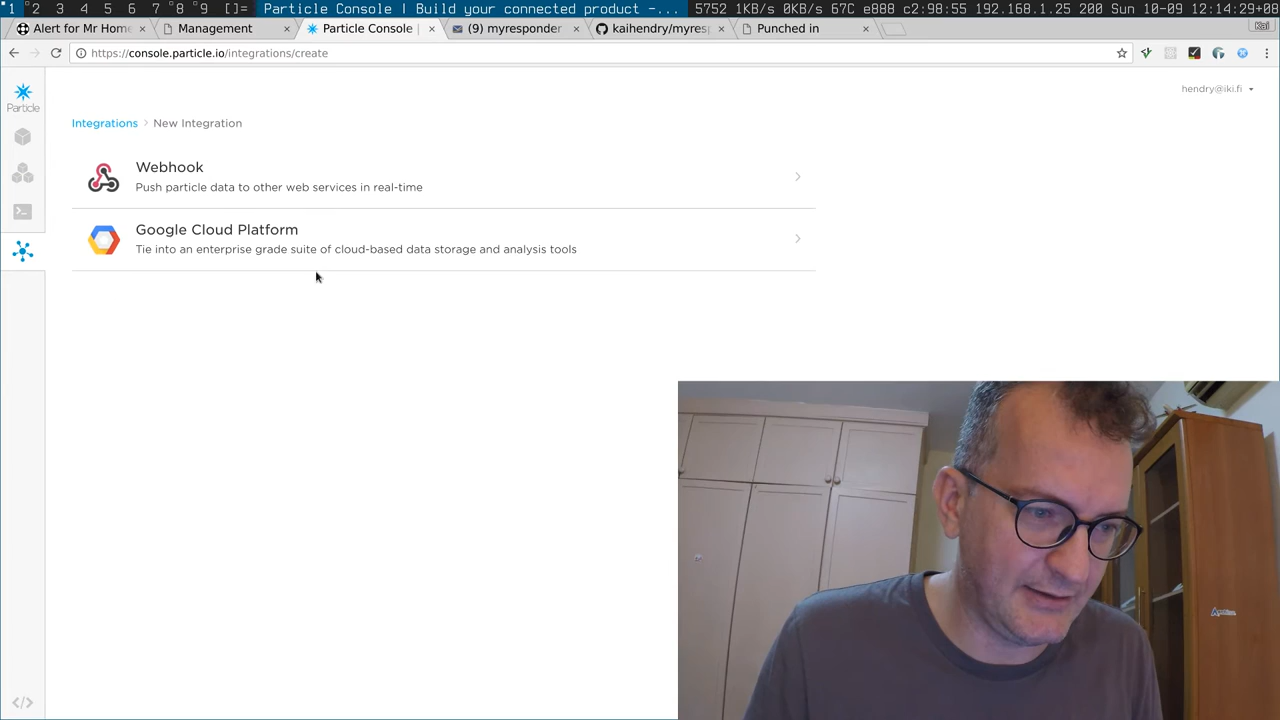 1 2 3 4 5 6 7 8 9 []= Particle Console | Build your connected product -... 5752 1KB/s 0KB/s 67C e888 c2:98:55 192.168.1.25 200 Sun 10-09 12:14:29+08
Alert for Mr Home Management Particle Console | (9) myresponder kaihendry/myresp Punched in Kai
https://console.particle.io/integrations/create
Particle
hendry@iki.fi
Integrations > New Integration
Webhook
Push particle data to other web services in real-time
Google Cloud Platform
Tie into an enterprise grade suite of cloud-based data storage and analysis tools